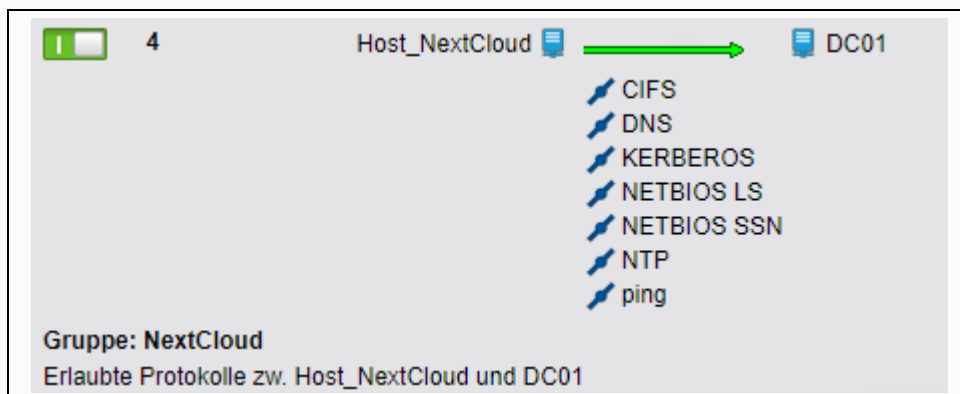 4 Host_NextCloud DC01
CIFS
DNS
KERBEROS
NETBIOS LS
NETBIOS SSN
NTP
ping
Gruppe: NextCloud
Erlaubte Protokolle zw. Host_NextCloud und DC01